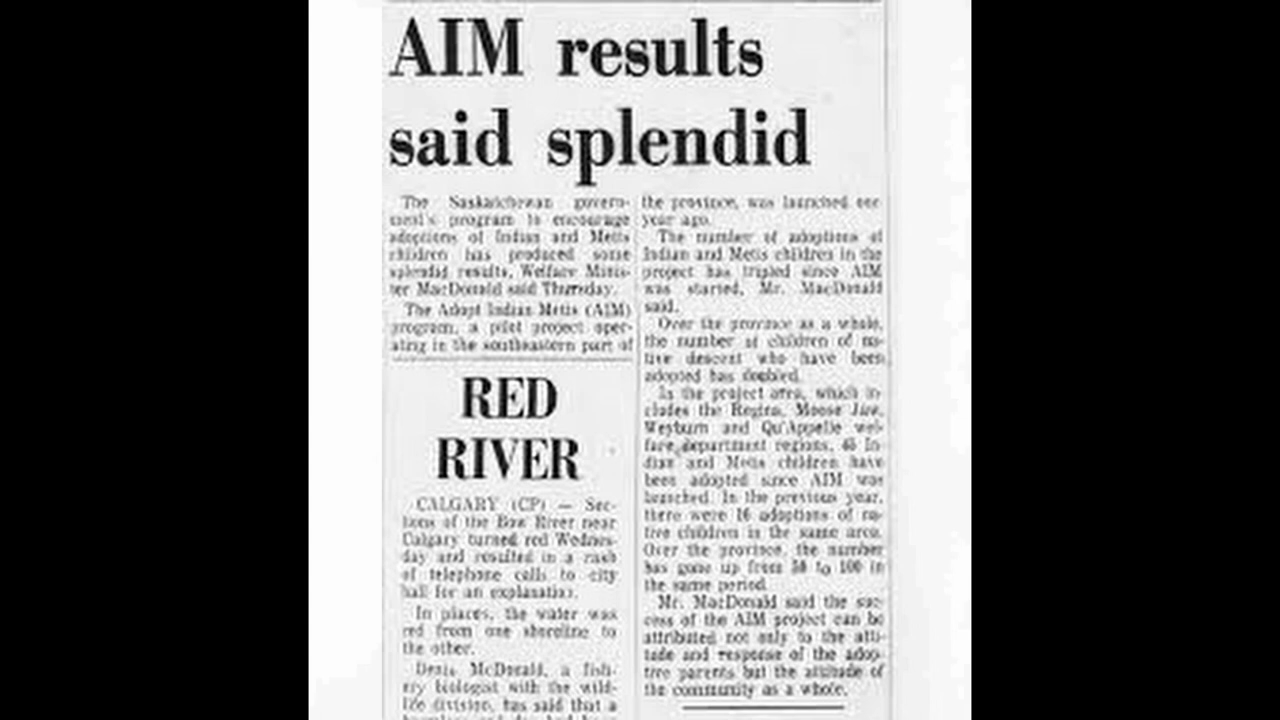 AIM results
said splendid
The Saskatchewan govern-
ment's program to encourage
adoptions of Indian and Metis
children has produced some
splendid results, Welfare Minis-
ter MacDonald said Thursday.
The Adopt Indian Metis (AIM)
program, a pilot project oper-
ating in the southeastern part of
the province, was launched one
year ago.
The number of adoptions of
Indian and Metis children in the
project has tripled since AIM
was started, Mr. MacDonald
said.
Over the province as a whole,
the number of children of na-
tive descent who have been
adopted has doubled.
In the project area, which in-
cludes the Regina, Moose Jaw,
Weyburn and Qu'Appelle wel-
fare department regions, 45 In-
dian and Metis children have
been adopted since AIM was
launched. In the previous year,
there were 16 adoptions of na-
tive children in the same area.
Over the province, the number
has gone up from 50 to 100 in
the same period.
Mr. MacDonald said the suc-
cess of the AIM project can be
attributed not only to the atti-
tude and response of the adop-
tive parents but the attitude of
the community as a whole.
RED
RIVER
CALGARY (CP) — Sec-
tions of the Bow River near
Calgary turned red Wednes-
day and resulted in a rash
of telephone calls to city
hall for an explanation.
In places, the water was
red from one shoreline to
the other.
Denis McDonald, a fish-
ery biologist with the wild-
life division, has said that a